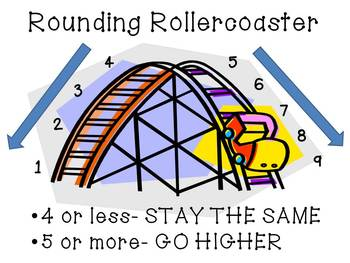 Rounding Rollercoaster
4 5
3 6
2 7
8
1 9
•4 or less- STAY THE SAME
•5 or more- GO HIGHER